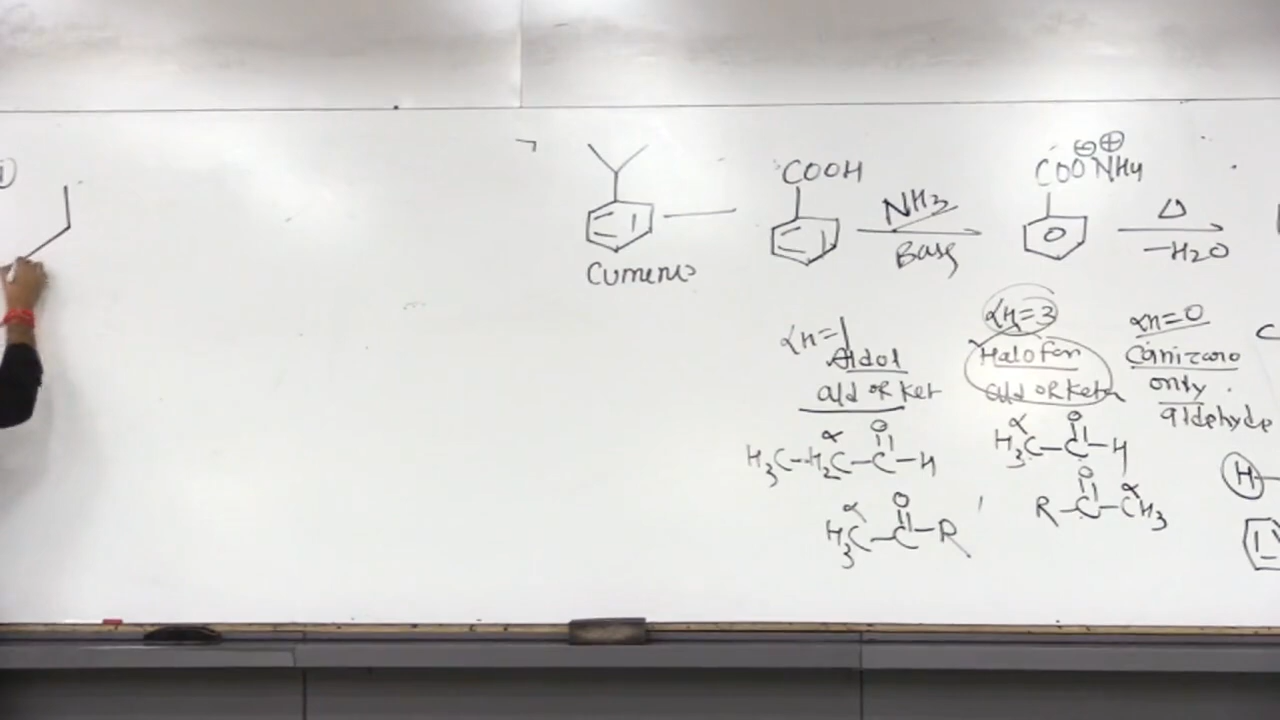 i
COOH
COO⊖ NH4⊕
NH3
Base
Δ
-H2O
Cumene
αH=1
Aldol
ald OR Ket
αH=3
Halofon
ald OR Keto
αH=0
Canizaro
only
aldehyde
H3C-H2C-C-H
α
O
H3C-C-H
α
O
H3C-C-R
α
O
R-C-CH3
O
α
H